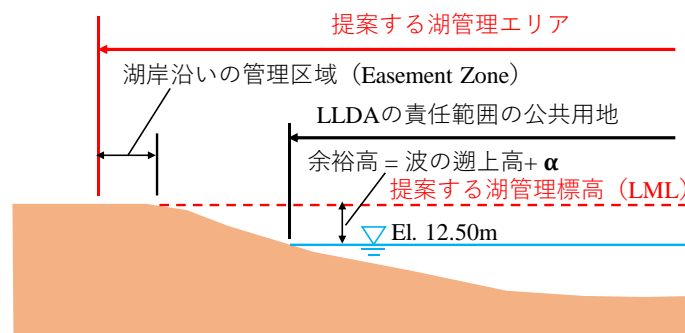 提案する湖管理エリア
湖岸沿いの管理区域（Easement Zone）
LLDAの責任範囲の公共用地
余裕高 = 波の遡上高+ α
提案する湖管理標高（LML）
El. 12.50m